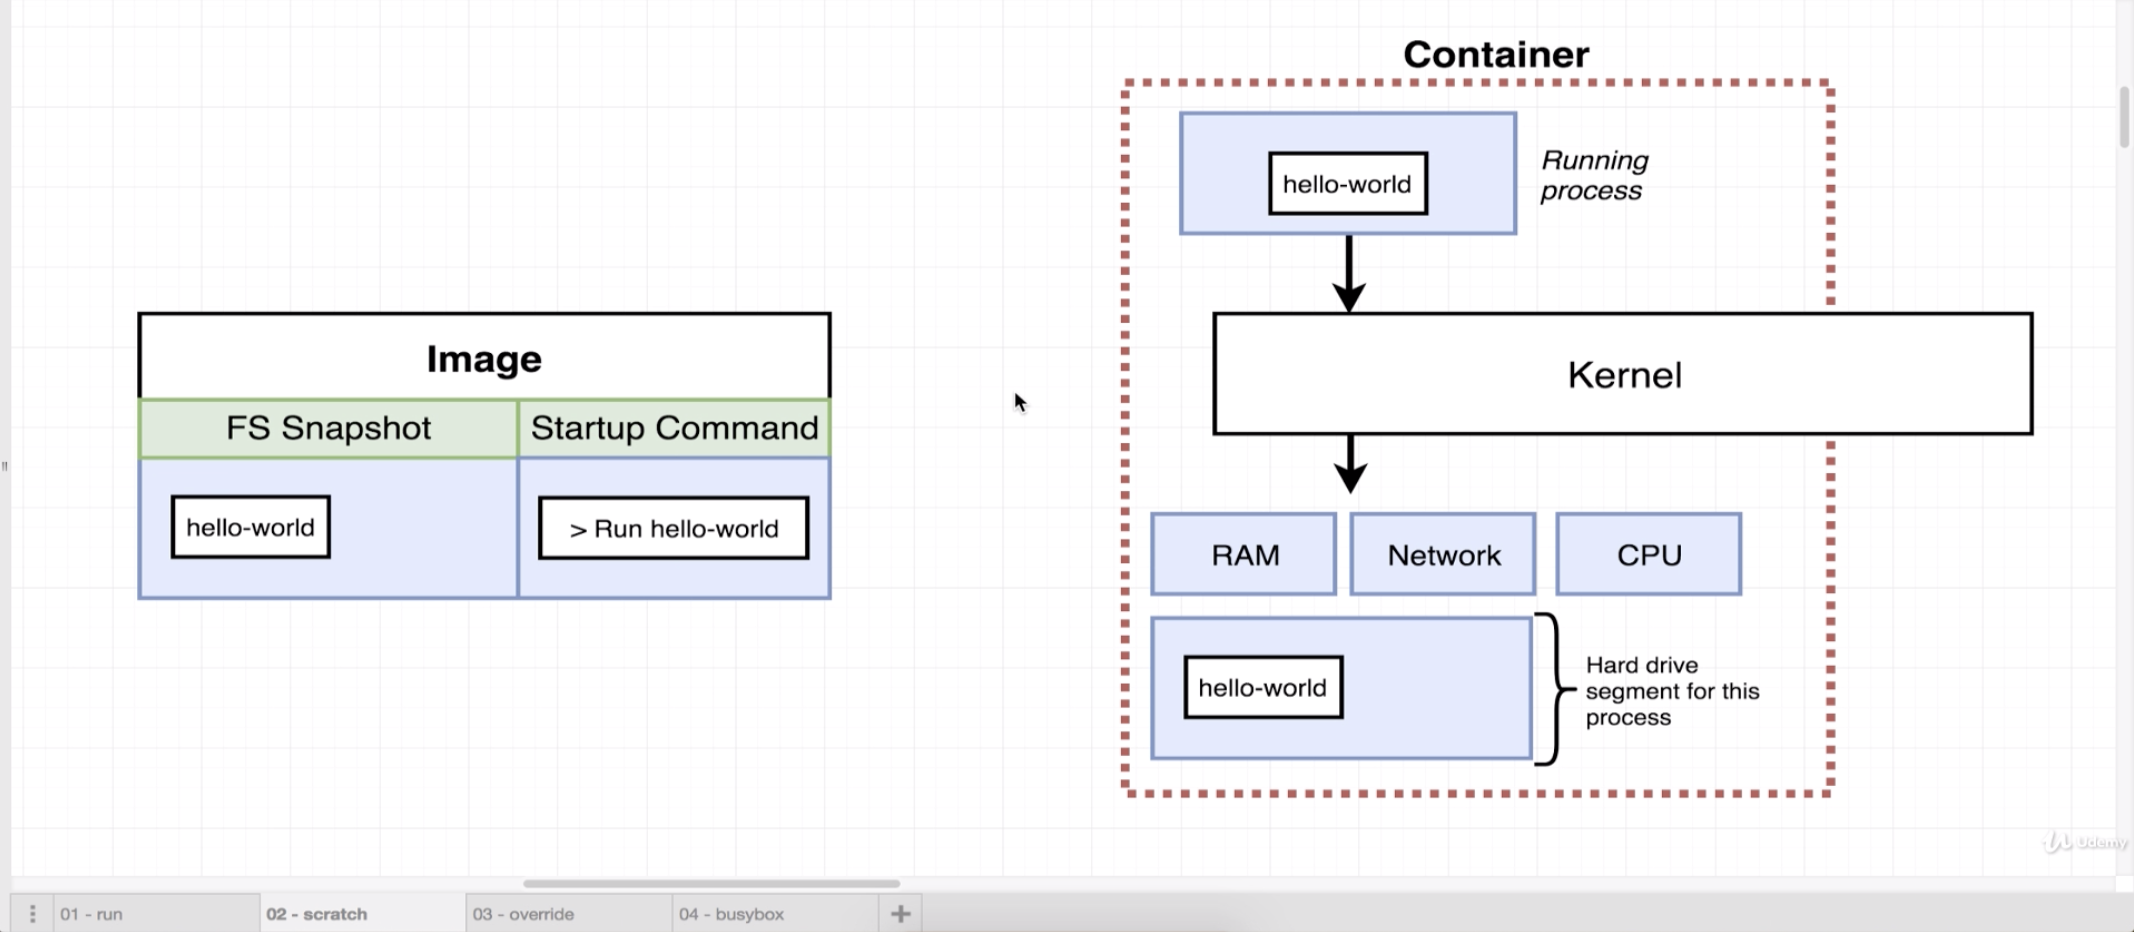 Container
hello-world
Running
process
Kernel
Image
FS Snapshot
Startup Command
hello-world
> Run hello-world
RAM
Network
CPU
hello-world
Hard drive
segment for this
process
Udemy
01 - run
02 - scratch
03 - override
04 - busybox